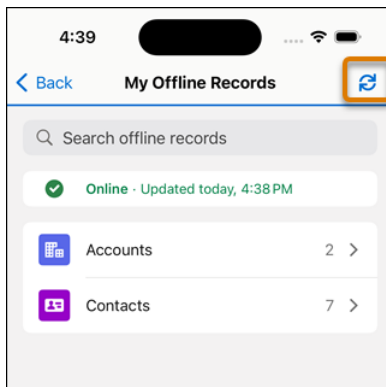 4:39
Back My Offline Records
Search offline records
Online · Updated today, 4:38 PM
Accounts 2
Contacts 7